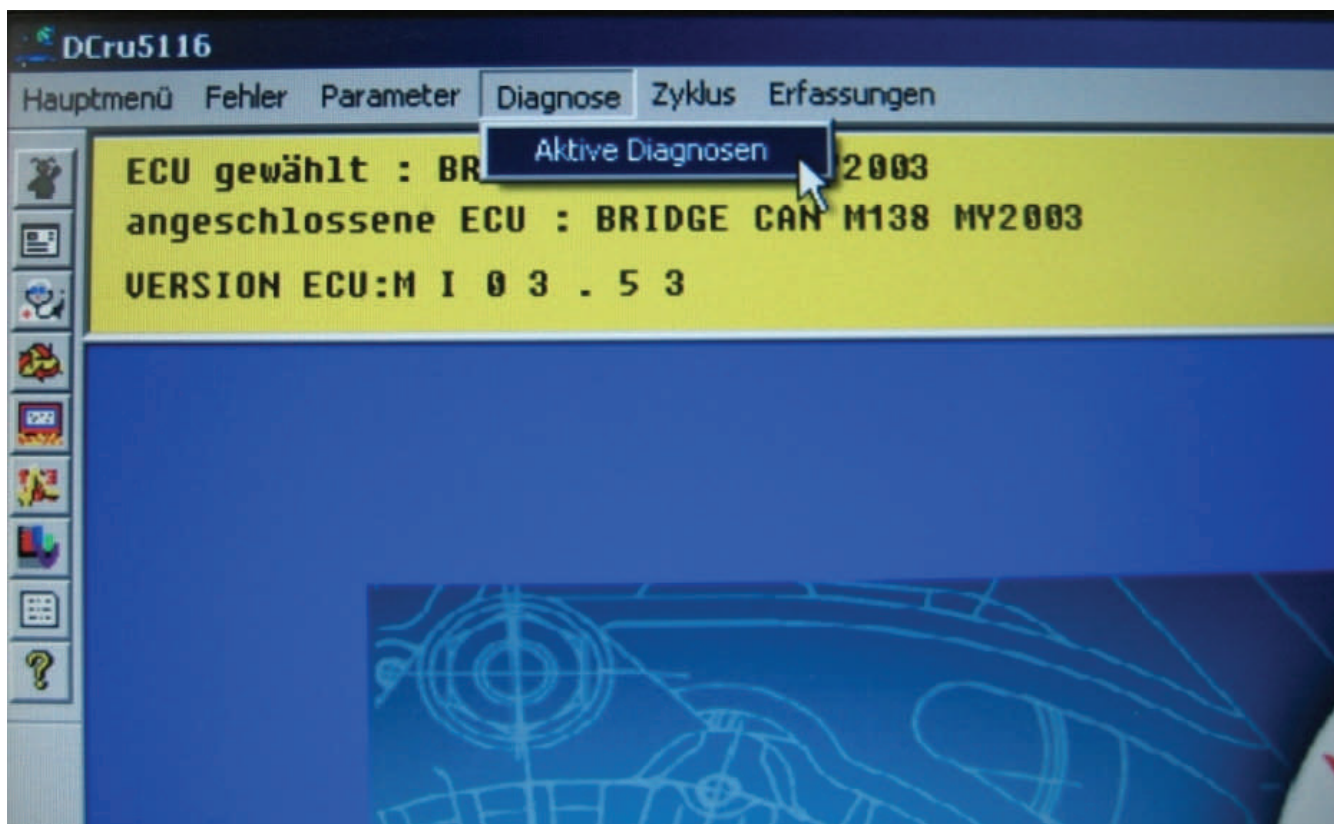 DCru5116
Hauptmenü Fehler Parameter Diagnose Zyklus Erfassungen
Aktive Diagnosen
ECU gewählt : BR 2003
angeschlossene ECU : BRIDGE CAN M138 MY2003
VERSION ECU:M I 0 3 . 5 3